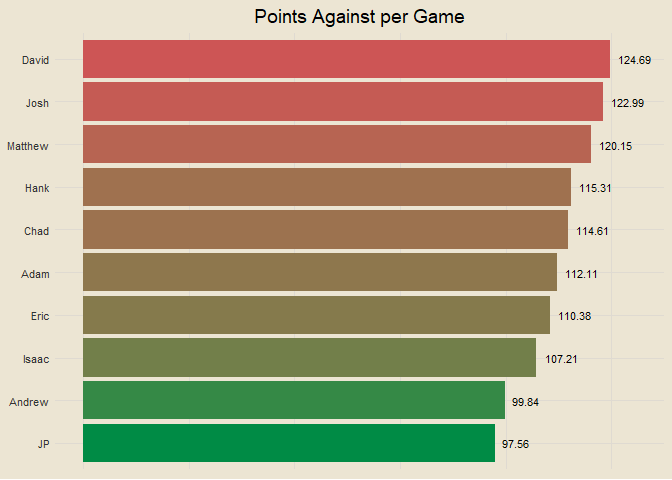 Points Against per Game
David 124.69
Josh 122.99
Matthew 120.15
Hank 115.31
Chad 114.61
Adam 112.11
Eric 110.38
Isaac 107.21
Andrew 99.84
JP 97.56